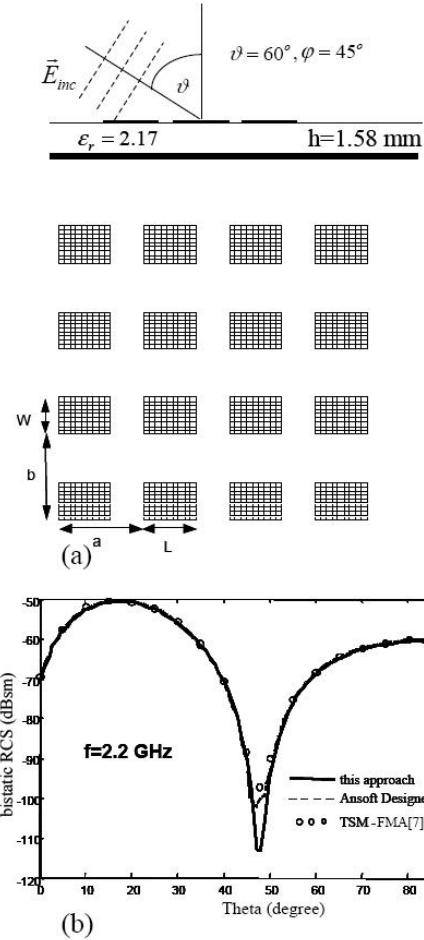 E⃗inc
ϑ
ϑ = 60°, φ = 45°
εr = 2.17
h=1.58 mm
W
b
a
L
(a)
bistatic RCS (dBsm)
-50
-60
-70
-80
-90
-100
-110
-120
f=2.2 GHz
this approach
Ansoft Designe
TSM -FMA[7]
0 10 20 30 40 50 60 70 80
Theta (degree)
(b)